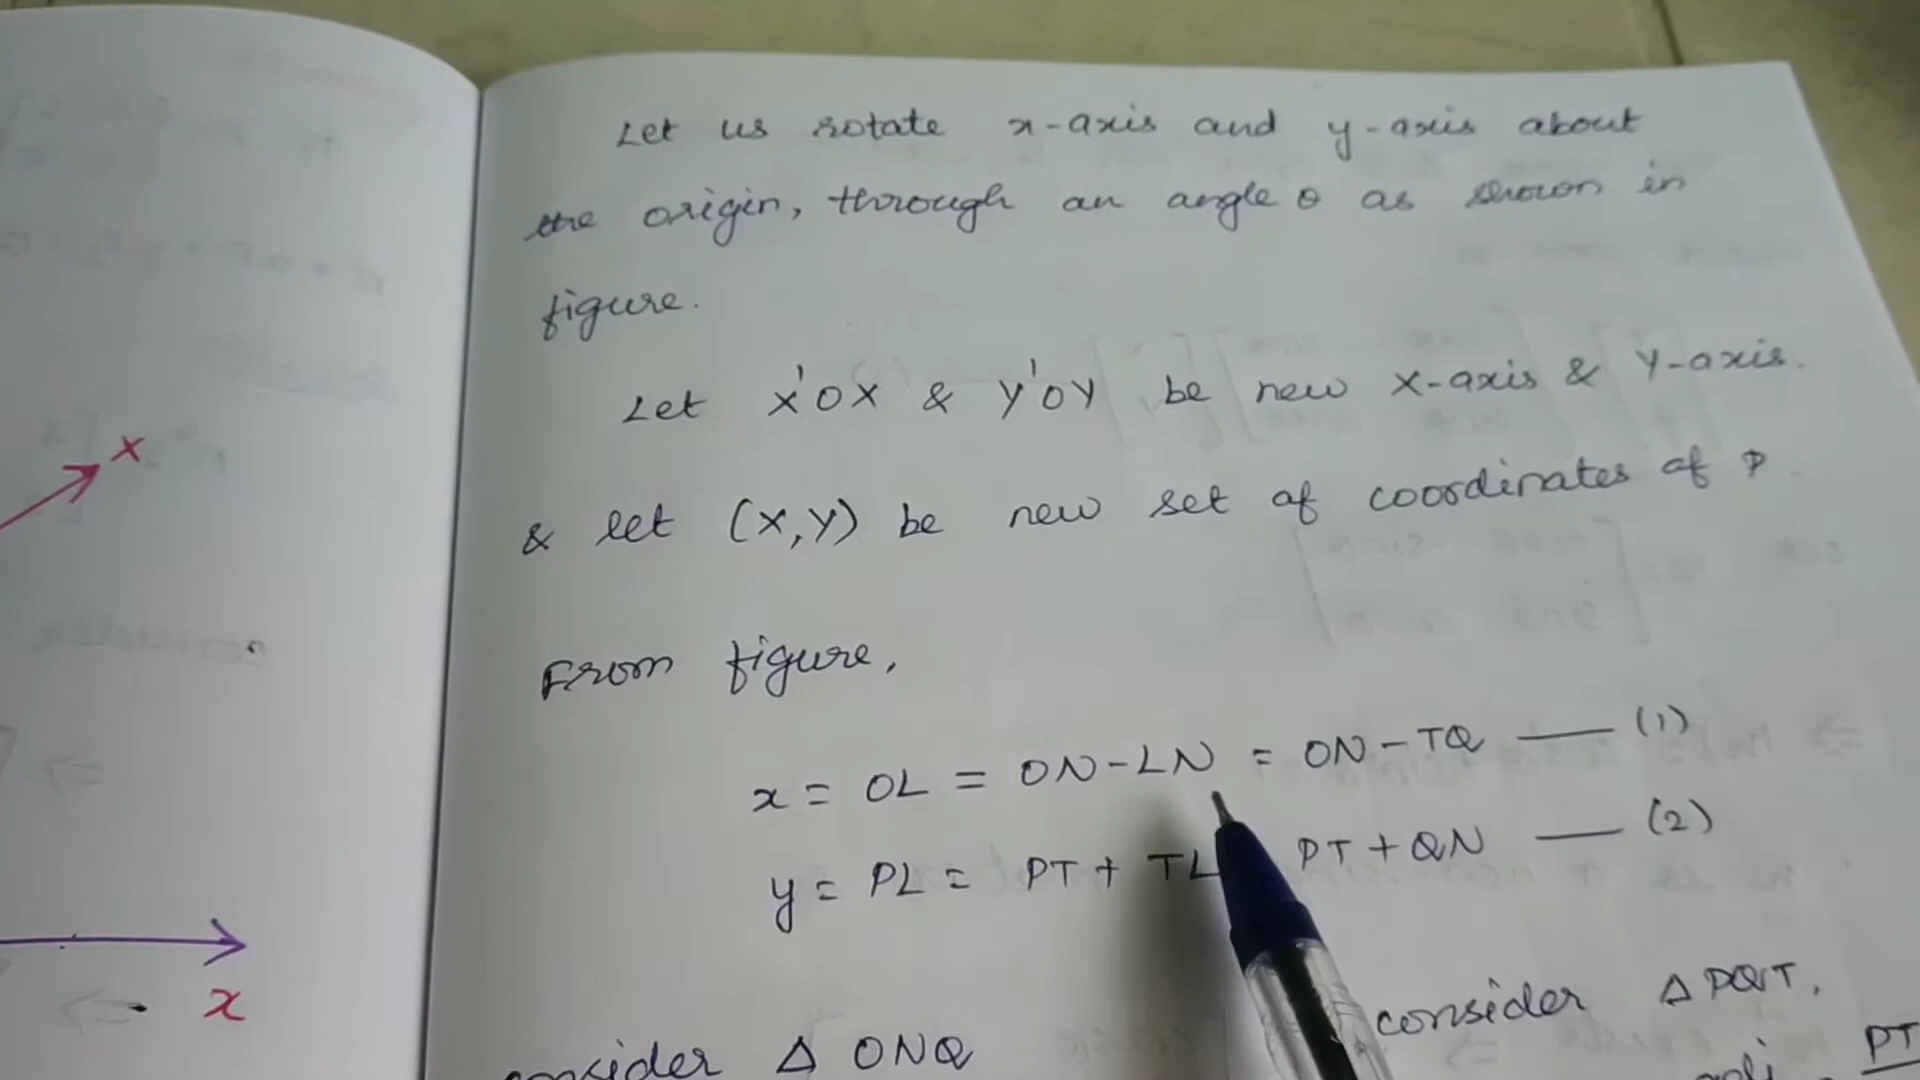 Let us rotate x-axis and y-axis about
the origin, through an angle θ as shown in
figure.
Let X'OX & Y'OY be new X-axis & Y-axis.
& let (X,Y) be new set of coordinates of P
From figure,
x = OL = ON-LN = ON-TQ —— (1)
y = PL = PT + TL PT + QN —— (2)
consider Δ PQT,
consider Δ ONQ
PT
X
x